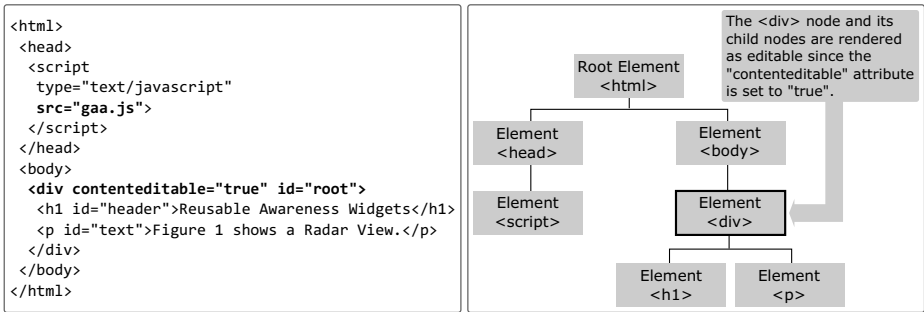 <html>
<head>
<script
type="text/javascript"
src="gaa.js">
</script>
</head>
<body>
<div contenteditable="true" id="root">
<h1 id="header">Reusable Awareness Widgets</h1>
<p id="text">Figure 1 shows a Radar View.</p>
</div>
</body>
</html>
The <div> node and its
child nodes are rendered
as editable since the
"contenteditable" attribute
is set to "true".
Root Element
<html>
Element
<head>
Element
<body>
Element
<script>
Element
<div>
Element
<h1>
Element
<p>